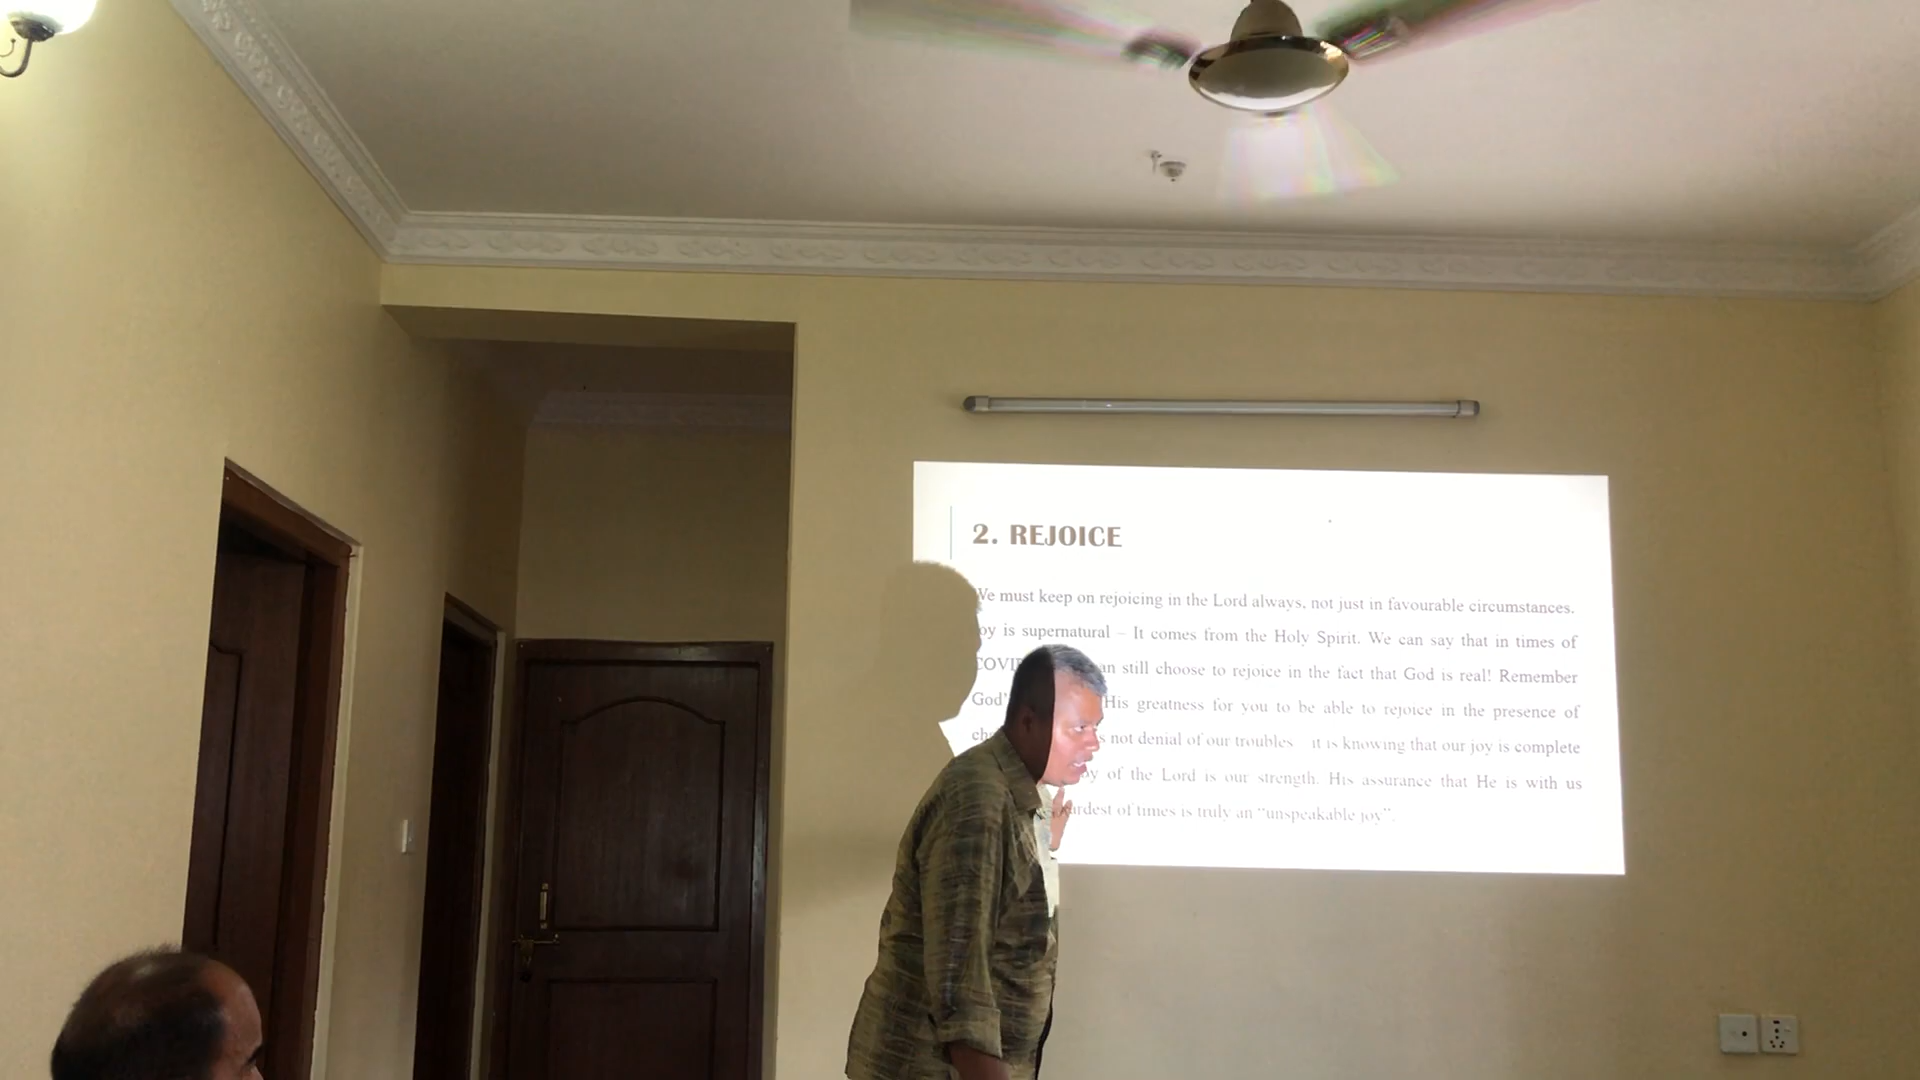 2. REJOICE
We must keep on rejoicing in the Lord always, not just in favourable circumstances.
oy is supernatural – It comes from the Holy Spirit. We can say that in times of
COVI an still choose to rejoice in the fact that God is real! Remember
God' His greatness for you to be able to rejoice in the presence of
not denial of our troubles – it is knowing that our joy is complete
of the Lord is our strength. His assurance that He is with us
ardest of times is truly an “unspeakable joy”.